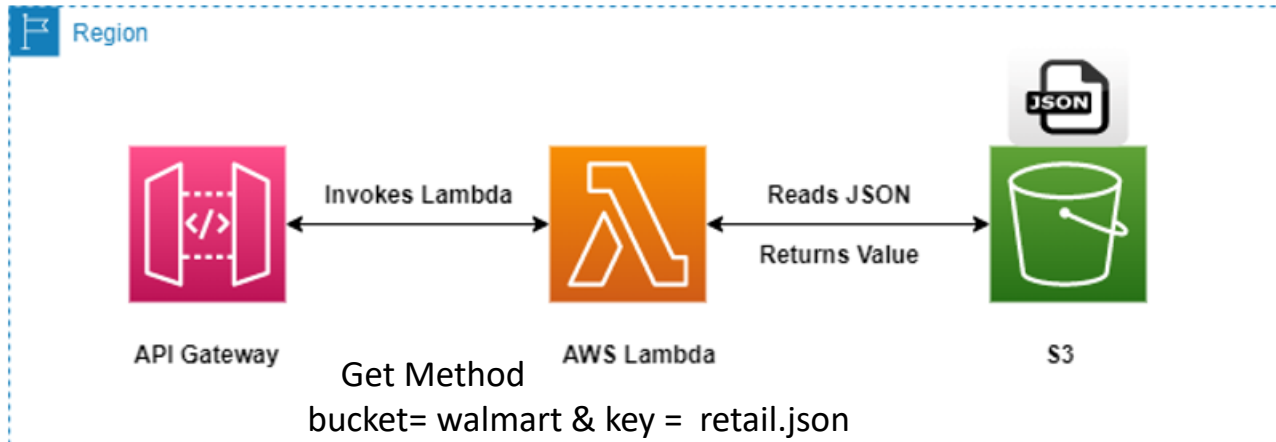 Region
JSON
Invokes Lambda
Reads JSON
</>
Returns Value
API Gateway
AWS Lambda
S3
Get Method
bucket= walmart & key = retail.json